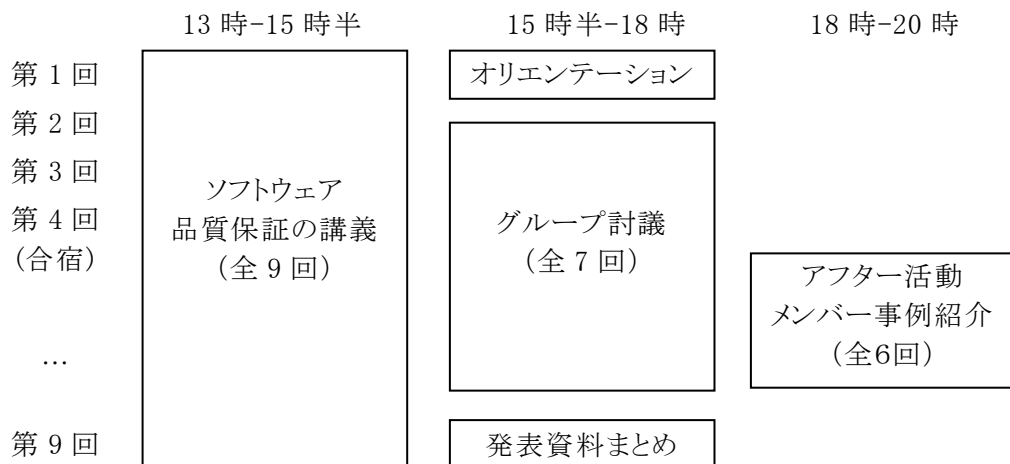 13 時−15 時半
15 時半−18 時
18 時−20 時
第 1 回
オリエンテーション
第 2 回
第 3 回
第 4 回
(合宿)
ソフトウェア
品質保証の講義
(全 9 回)
グループ討議
(全 7 回)
アフター活動
メンバー事例紹介
(全6回)
…
第 9 回
発表資料まとめ